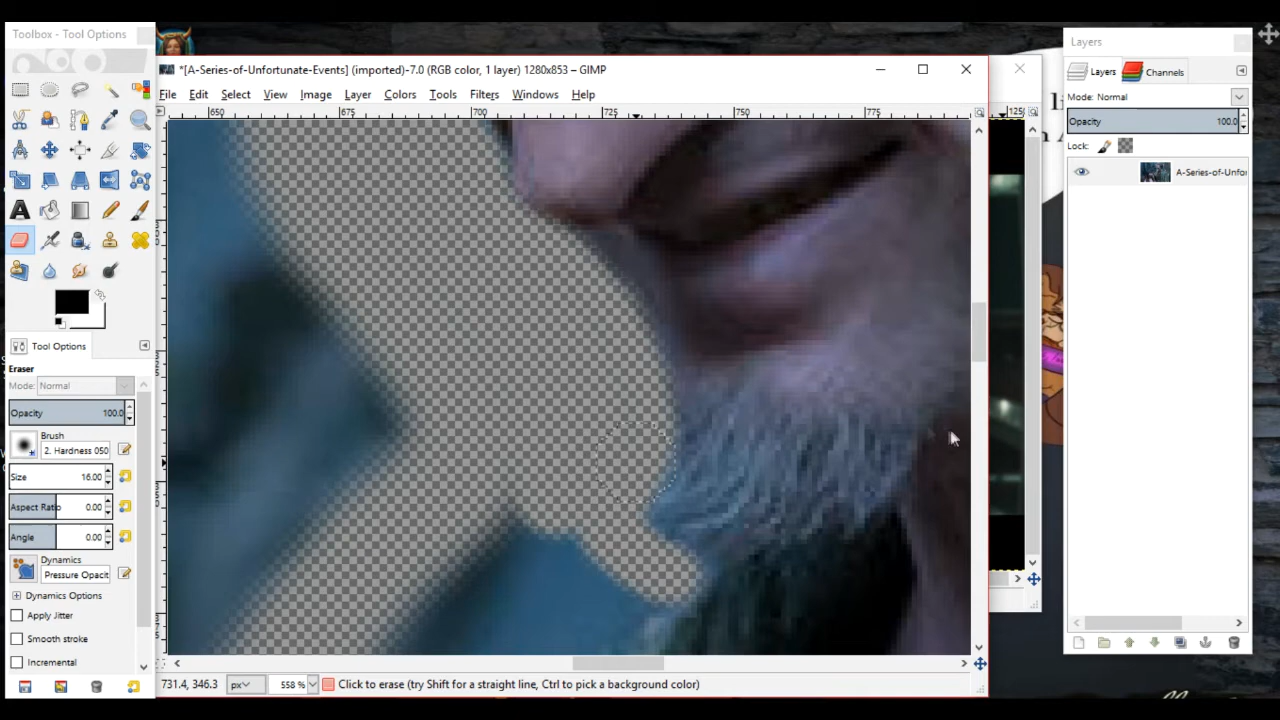 Toolbox - Tool Options
*[A-Series-of-Unfortunate-Events] (imported)-7.0 (RGB color, 1 layer) 1280x853 – GIMP
File Edit Select View Image Layer Colors Tools Filters Windows Help
650 675 700 725 750 775
125
Layers
Layers Channels
Mode: Normal
Opacity 100.0
Lock:
A-Series-of-Unfor
Tool Options
Eraser
Mode: Normal
Opacity 100.0
Brush
2. Hardness 050
Size 16.00
Aspect Ratio 0.00
Angle 0.00
Dynamics
Pressure Opacit
Dynamics Options
Apply Jitter
Smooth stroke
Incremental
731.4, 346.3 px 558 % Click to erase (try Shift for a straight line, Ctrl to pick a background color)